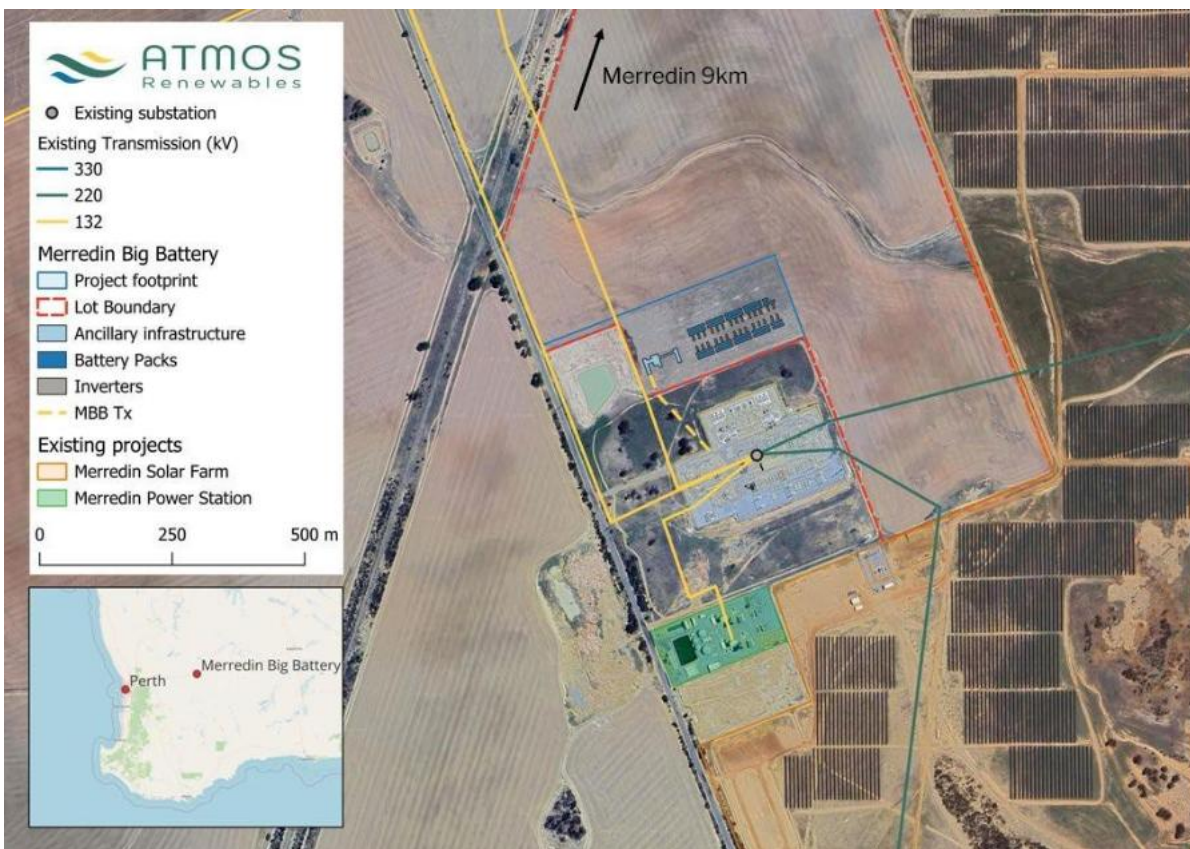 ATMOS
Renewables
Existing substation
Existing Transmission (kV)
330
220
132
Merredin Big Battery
Project footprint
Lot Boundary
Ancillary infrastructure
Battery Packs
Inverters
MBB Tx
Existing projects
Merredin Solar Farm
Merredin Power Station
0 250 500 m
Merredin 9km
Merredin Big Battery
Perth